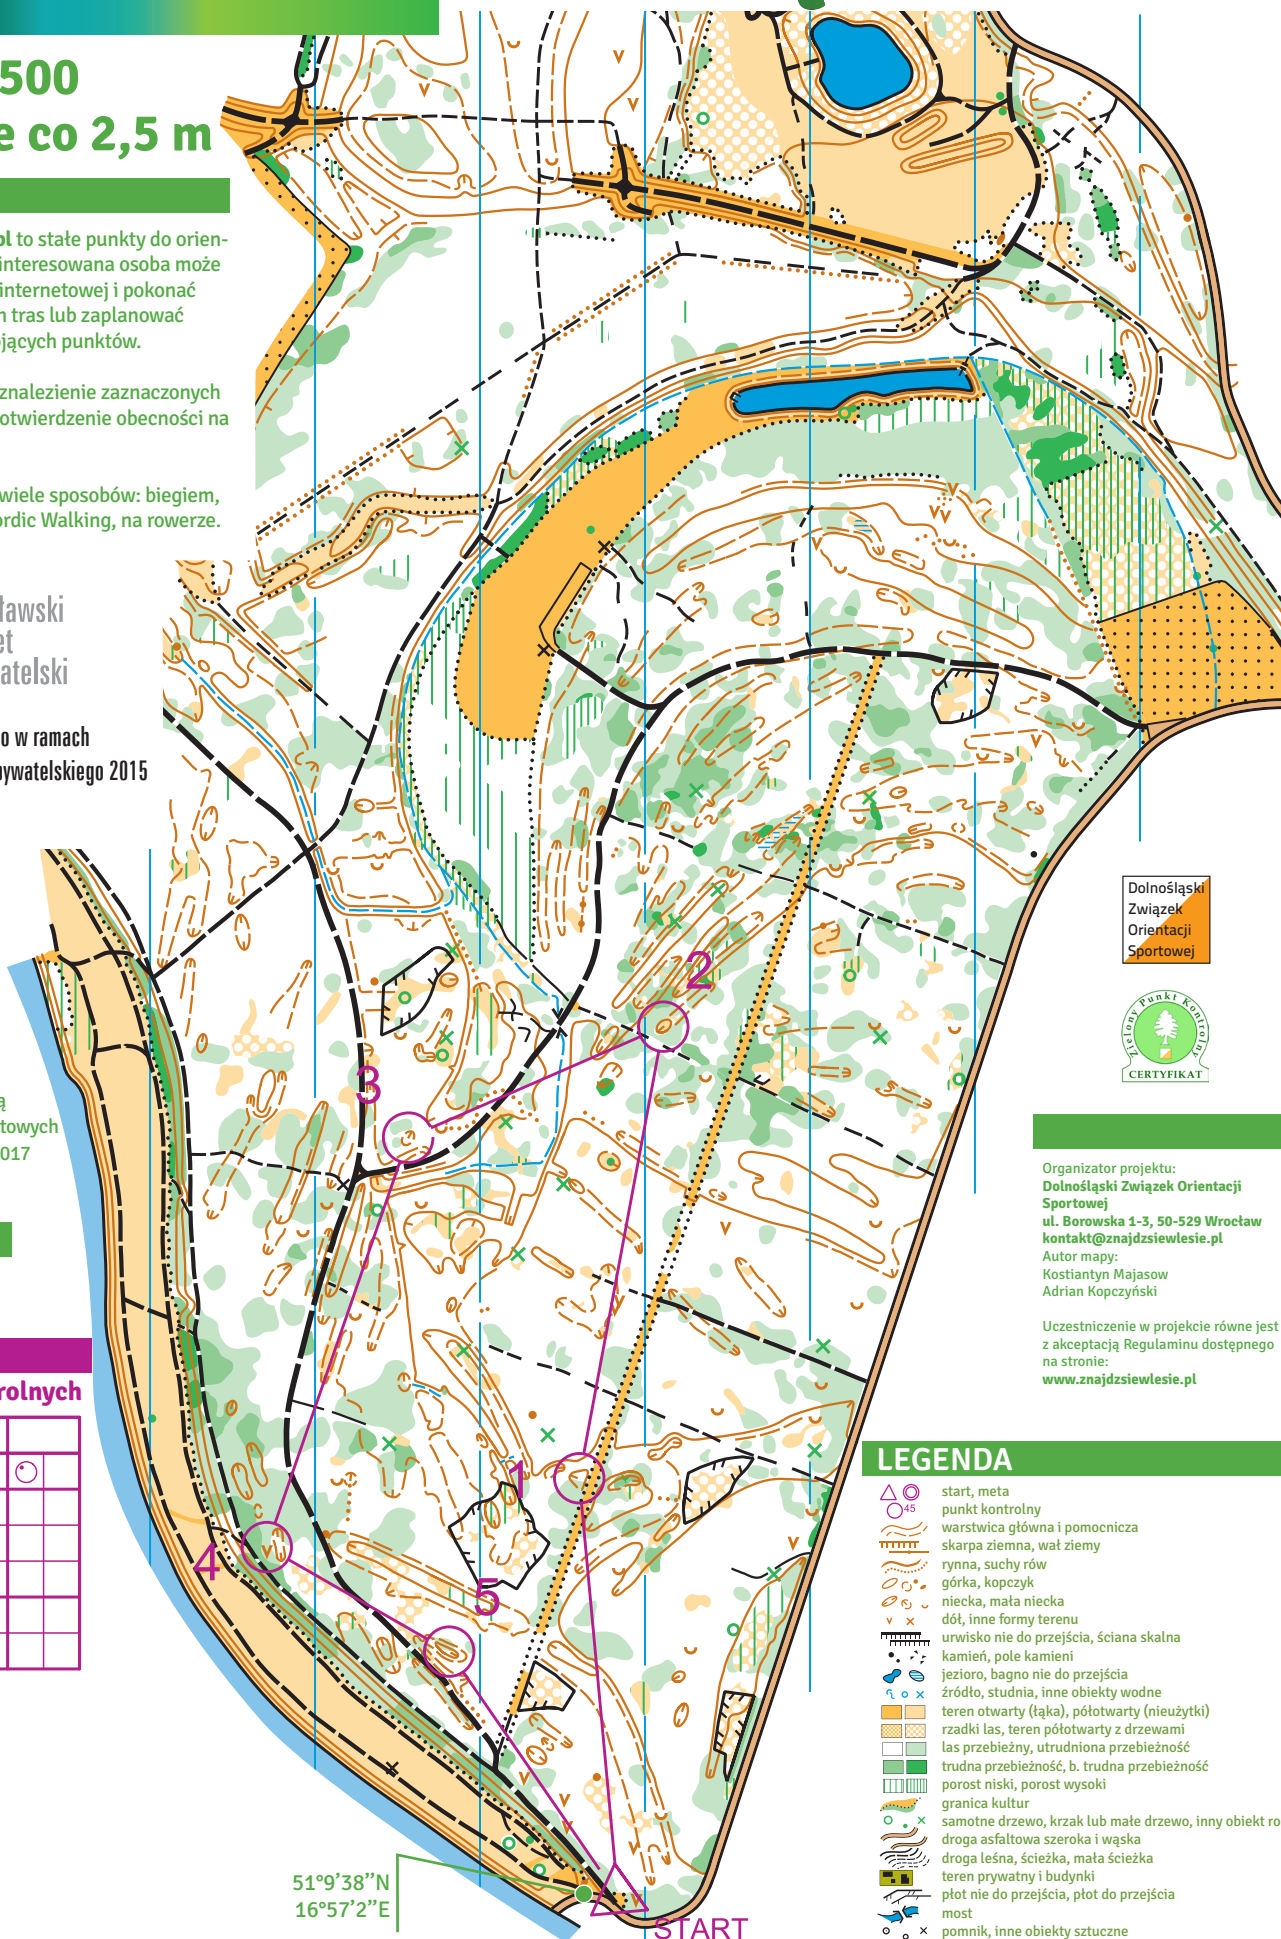 500
e co 2,5 m
pl to stałe punkty do orien-
interesowana osoba może
internetowej i pokonać
h tras lub zaplanować
jących punktów.
znalezienie zaznaczonych
otwierdzenie obecności na
wiele sposobów: biegiem,
ordic Walking, na rowerze.
ławski
et
atelski
o w ramach
bywatelskiego 2015
ą
towych
017
rolnych
2
3
1
4
5
START
51°9'38’’N
16°57'2’’E
Dolnośląski
Związek
Orientacji
Sportowej
Zielony Punkt Kontrolny
CERTYFIKAT
Organizator projektu:
Dolnośląski Związek Orientacji
Sportowej
ul. Borowska 1-3, 50-529 Wrocław
kontakt@znajdzsiewlesie.pl
Autor mapy:
Kostiantyn Majasow
Adrian Kopczyński
Uczestniczenie w projekcie równe jest
z akceptacją Regulaminu dostępnego
na stronie:
www.znajdzsiewlesie.pl
LEGENDA
start, meta
45 punkt kontrolny
warstwica główna i pomocnicza
skarpa ziemna, wał ziemy
rynna, suchy rów
górka, kopczyk
niecka, mała niecka
dół, inne formy terenu
urwisko nie do przejścia, ściana skalna
kamień, pole kamieni
jezioro, bagno nie do przejścia
źródło, studnia, inne obiekty wodne
teren otwarty (łąka), półotwarty (nieużytki)
rzadki las, teren półotwarty z drzewami
las przebieżny, utrudniona przebieżność
trudna przebieżność, b. trudna przebieżność
porost niski, porost wysoki
granica kultur
samotne drzewo, krzak lub małe drzewo, inny obiekt ro
droga asfaltowa szeroka i wąska
droga leśna, ścieżka, mała ścieżka
teren prywatny i budynki
płot nie do przejścia, płot do przejścia
most
pomnik, inne obiekty sztuczne